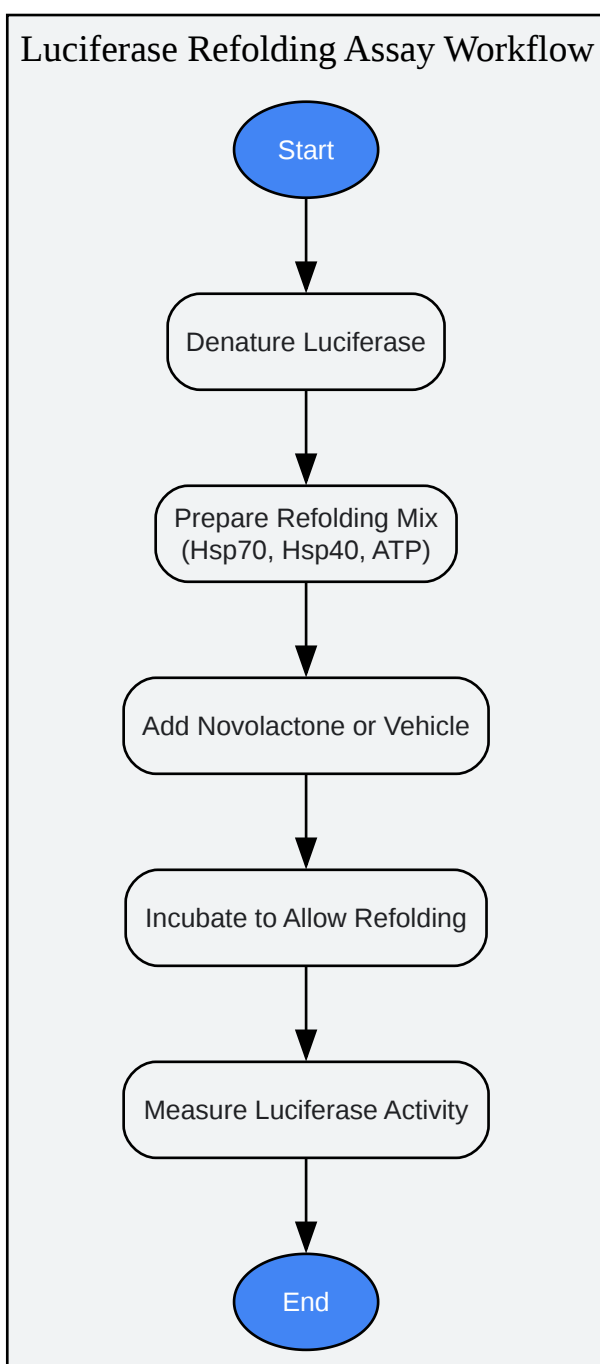 Luciferase Refolding Assay Workflow
Start
Denature Luciferase
Prepare Refolding Mix
(Hsp70, Hsp40, ATP)
Add Novolactone or Vehicle
Incubate to Allow Refolding
Measure Luciferase Activity
End